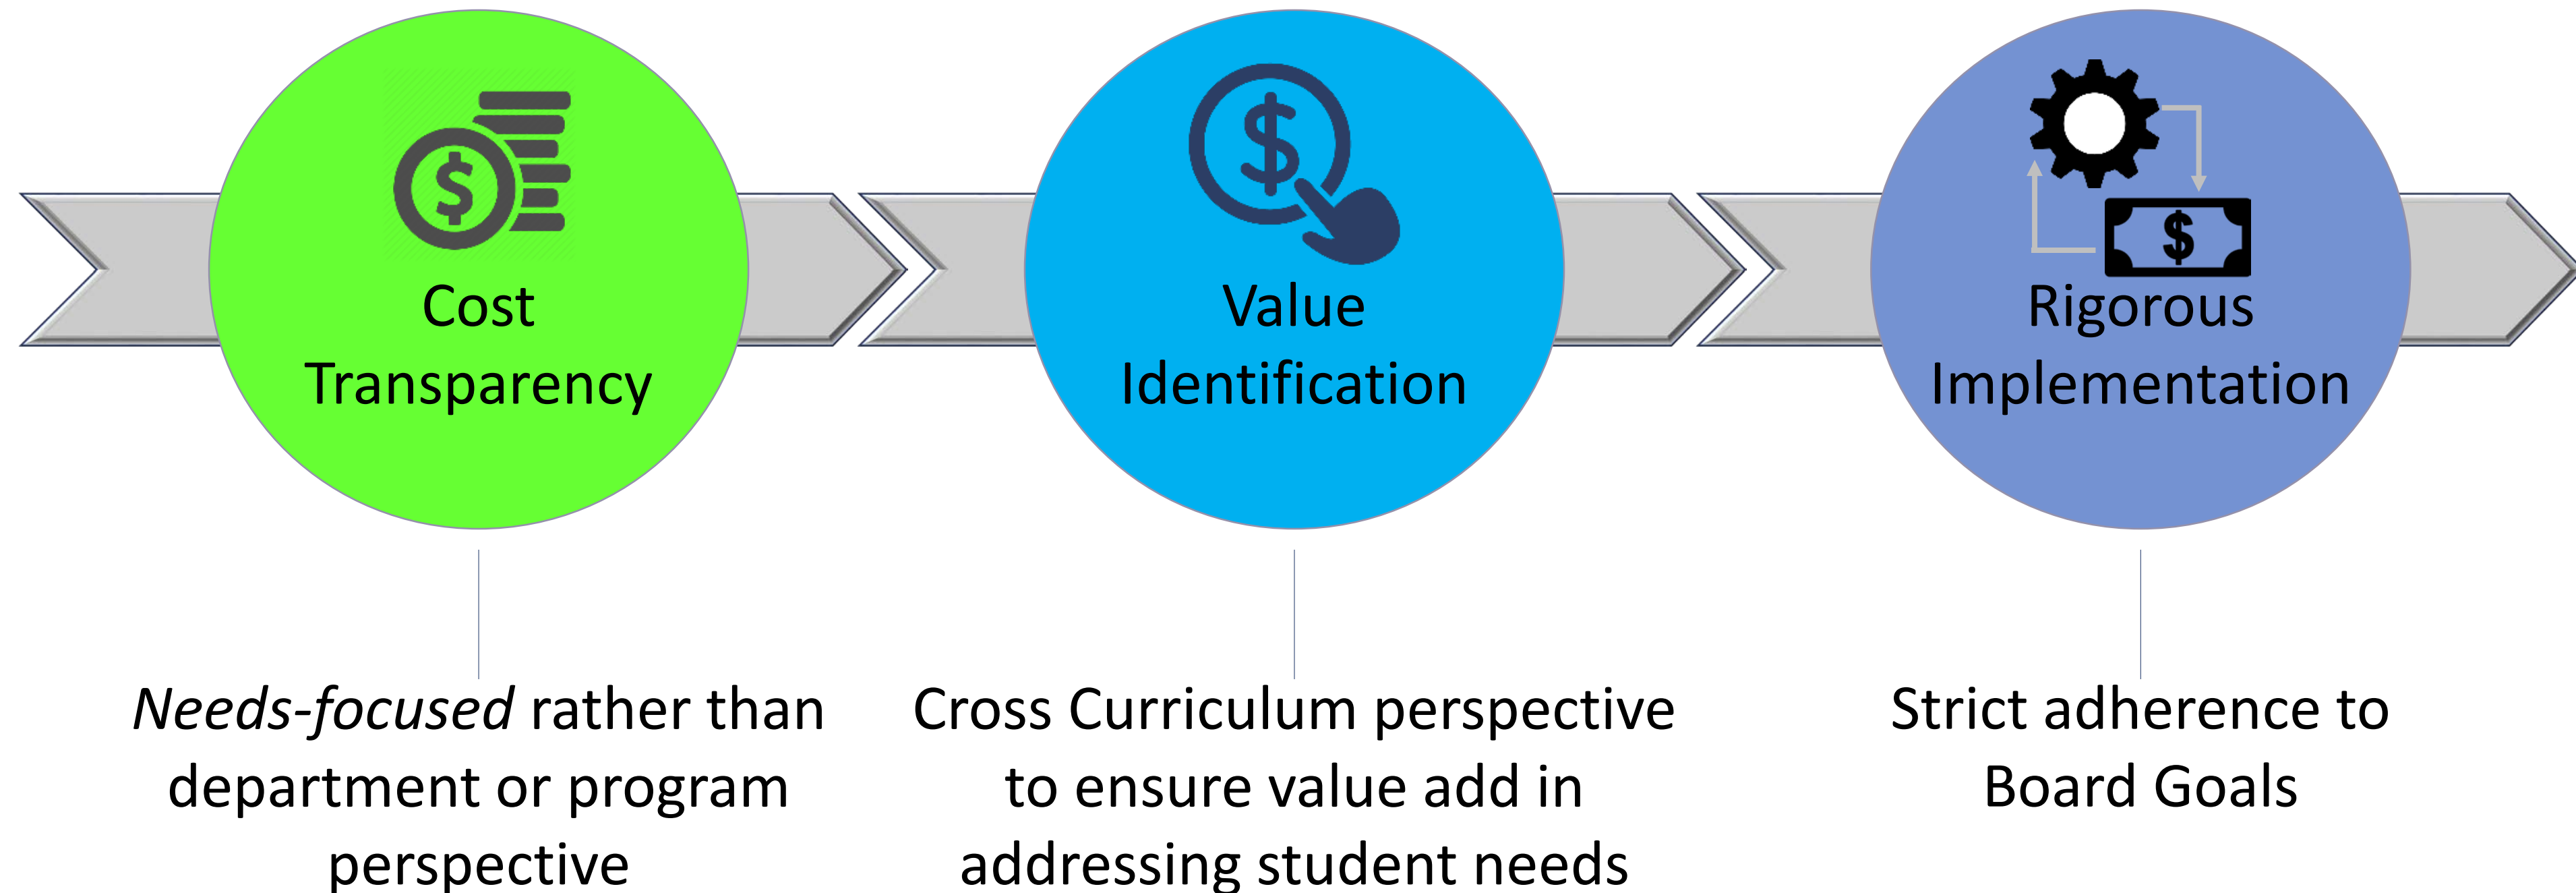 $
Cost
Transparency
$
Value
Identification
$
Rigorous
Implementation
Needs-focused rather than
department or program
perspective
Cross Curriculum perspective
to ensure value add in
addressing student needs
Strict adherence to
Board Goals